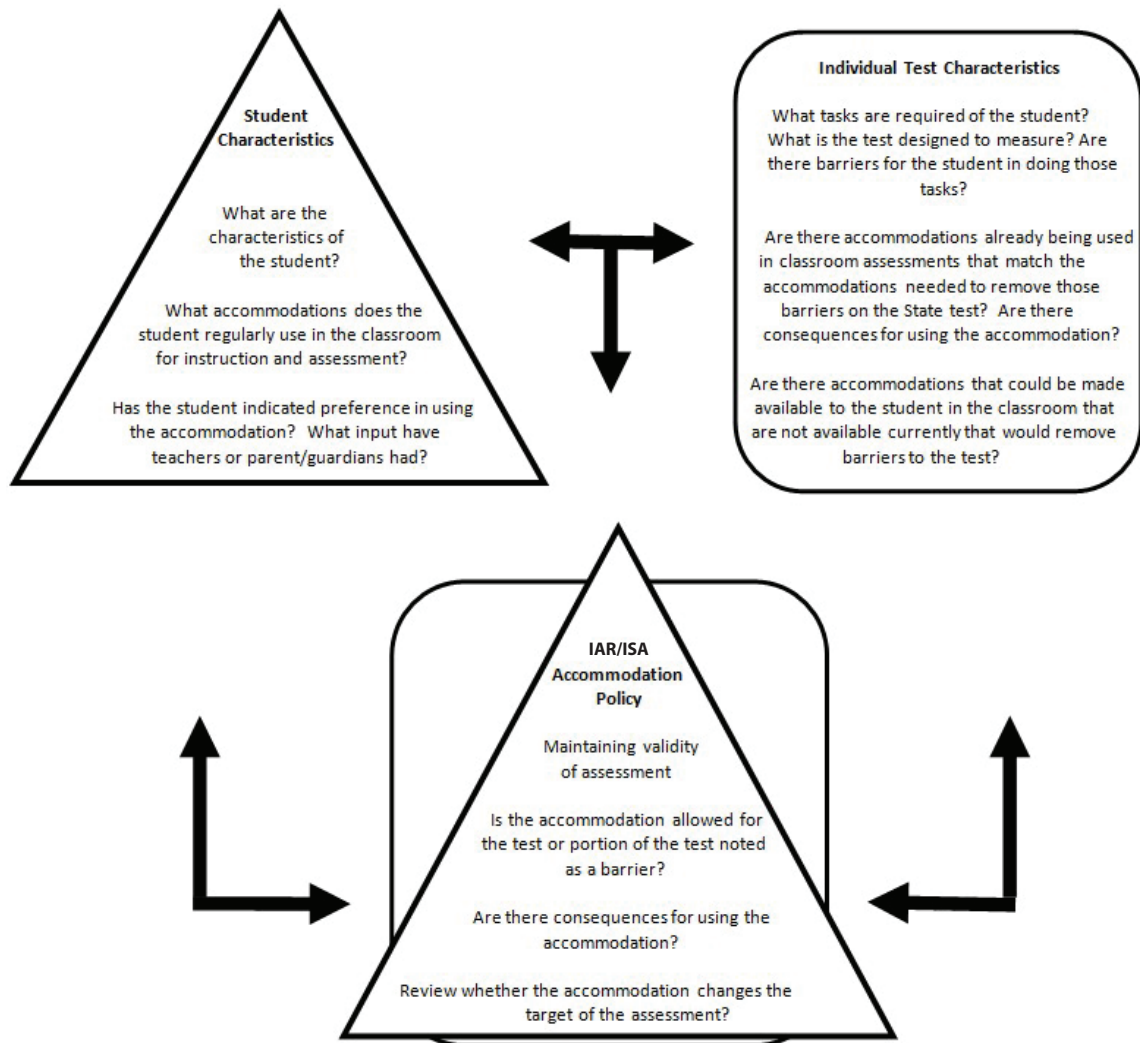 Student
Characteristics
What are the
characteristics of
the student?
What accommodations does the
student regularly use in the classroom
for instruction and assessment?
Has the student indicated preference in using
the accommodation?  What input have
teachers or parent/guardians had?
Individual Test Characteristics
What tasks are required of the student?
What is the test designed to measure? Are
there barriers for the student in doing those
tasks?
Are there accommodations already being used
in classroom assessments that match the
accommodations needed to remove those
barriers on the State test?  Are there
consequences for using the accommodation?
Are there accommodations that could be made
available to the student in the classroom that
are not available currently that would remove
barriers to the test?
IAR/ISA
Accommodation
Policy
Maintaining validity
of assessment
Is the accommodation allowed for
the test or portion of the test noted
as a barrier?
Are there consequences for using the
accommodation?
Review whether the accommodation changes the
target of the assessment?